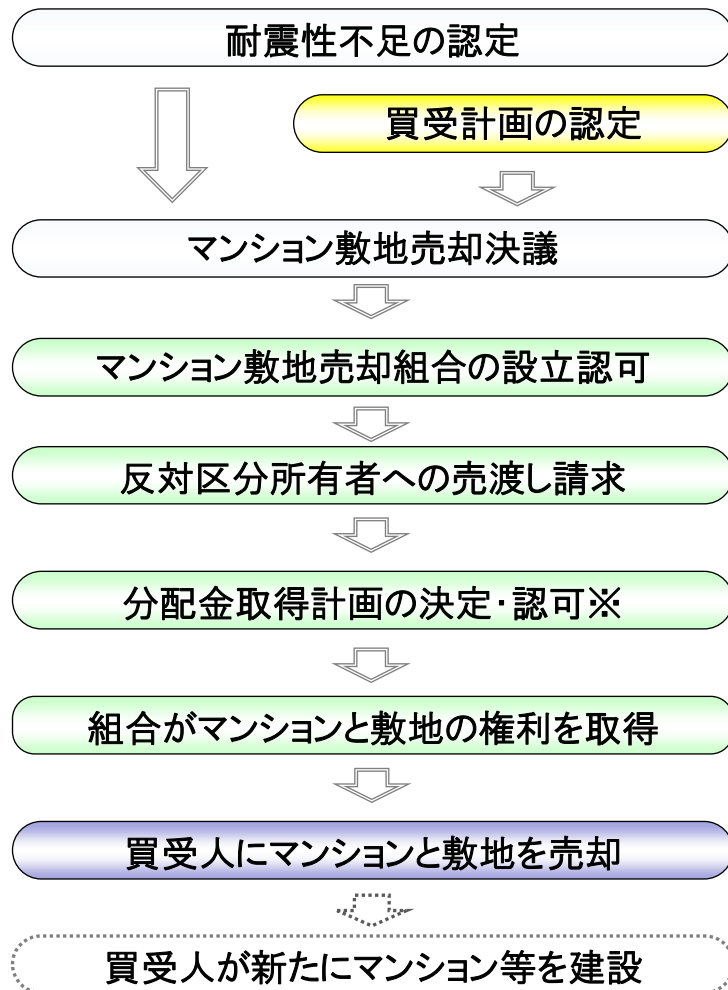 耐震性不足の認定
買受計画の認定
マンション敷地売却決議
マンション敷地売却組合の設立認可
反対区分所有者への売渡し請求
分配金取得計画の決定・認可※
組合がマンションと敷地の権利を取得
買受人にマンションと敷地を売却
買受人が新たにマンション等を建設